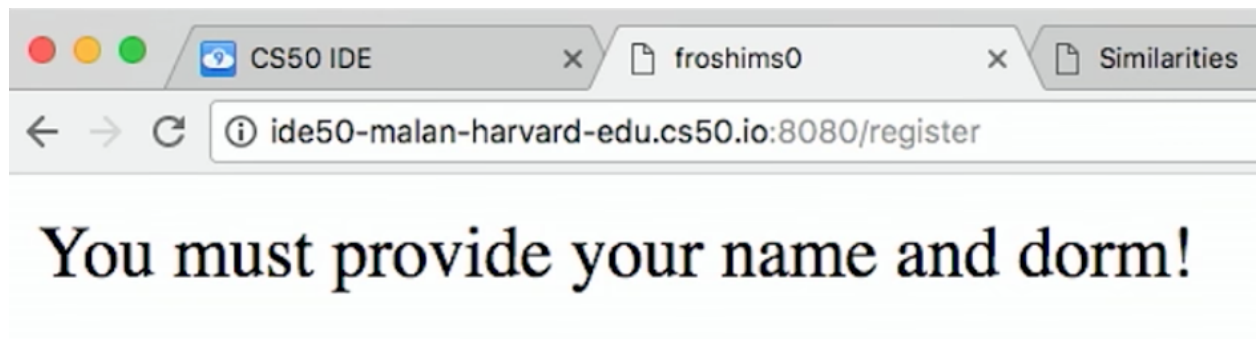 CS50 IDE froshims0 Similarities
ide50-malan-harvard-edu.cs50.io:8080/register
You must provide your name and dorm!